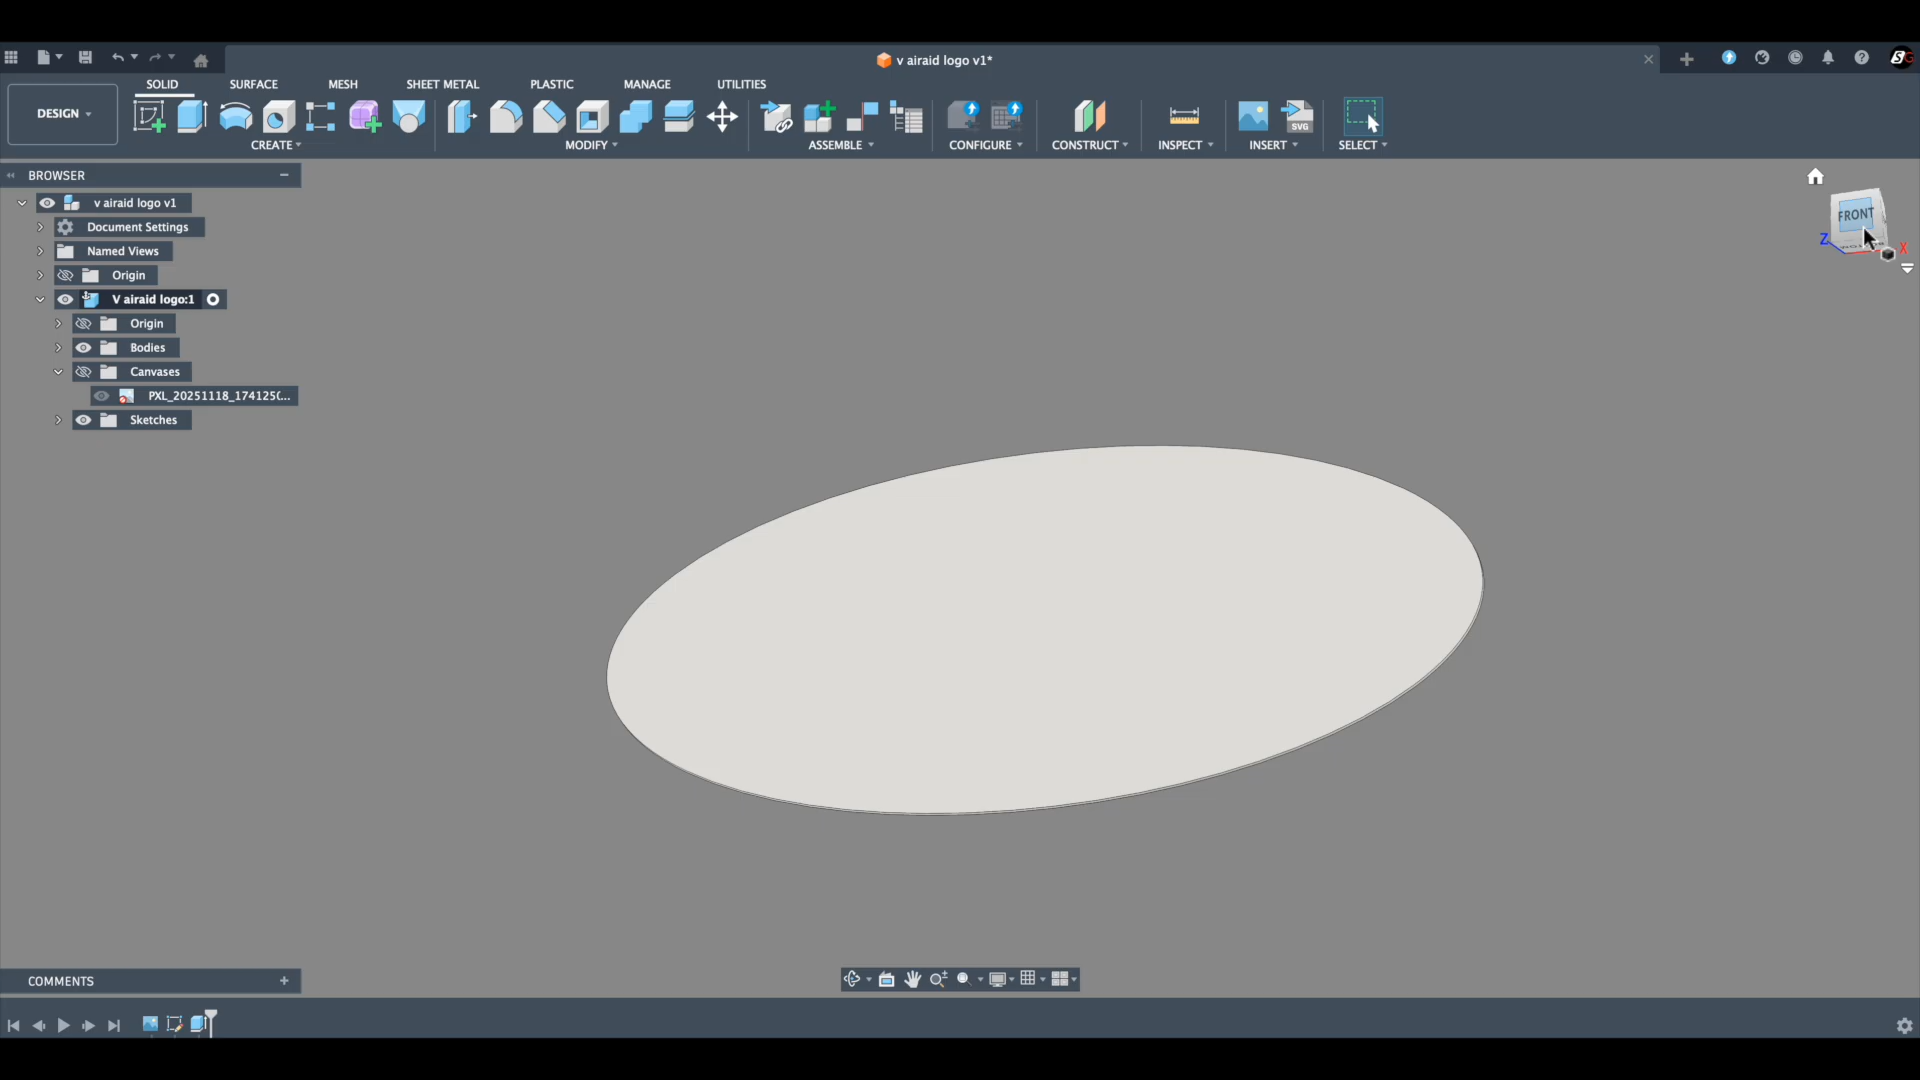 v airaid logo v1*
SOLID SURFACE MESH SHEET METAL PLASTIC MANAGE UTILITIES
DESIGN
SVG
CREATE MODIFY ASSEMBLE CONFIGURE CONSTRUCT INSPECT INSERT SELECT
BROWSER
v airaid logo v1
Document Settings
Named Views
Origin
V airaid logo:1
Origin
Bodies
Canvases
PXL_20251118_174125(...
Sketches
FRONT
Z
X
COMMENTS